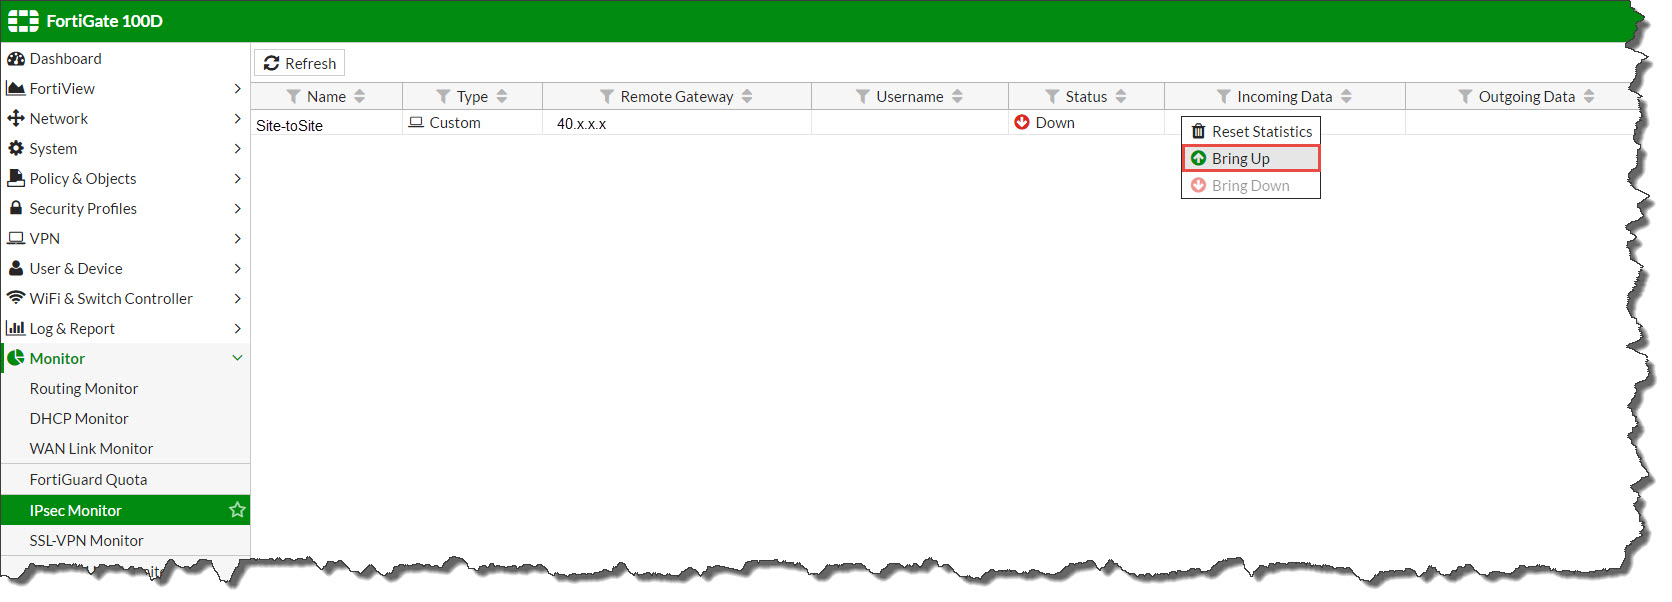 FortiGate 100D
Dashboard
FortiView
Network
System
Policy & Objects
Security Profiles
VPN
User & Device
WiFi & Switch Controller
Log & Report
Monitor
Routing Monitor
DHCP Monitor
WAN Link Monitor
FortiGuard Quota
IPsec Monitor
SSL-VPN Monitor
Refresh
Name Type Remote Gateway Username Status Incoming Data Outgoing Data
Site-toSite Custom 40.x.x.x Down
Reset Statistics
Bring Up
Bring Down